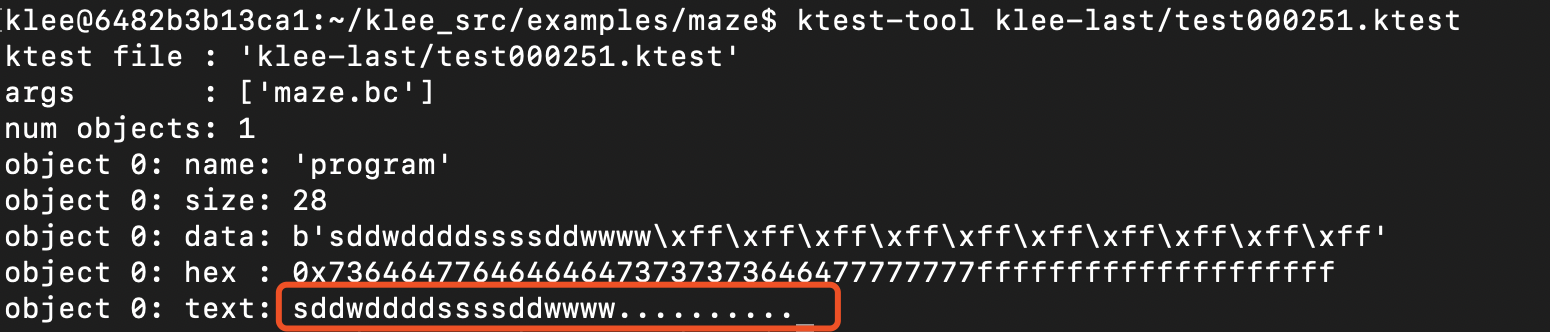 klee@6482b3b13ca1:~/klee_src/examples/maze$ ktest-tool klee-last/test000251.ktest
ktest file : 'klee-last/test000251.ktest'
args       : ['maze.bc']
num objects: 1
object 0: name: 'program'
object 0: size: 28
object 0: data: b'sddwddddssssddwwww\xff\xff\xff\xff\xff\xff\xff\xff\xff\xff'
object 0: hex : 0x736464776464646473737373646477777777ffffffffffffffffffff
object 0: text: sddwddddssssddwwww..........